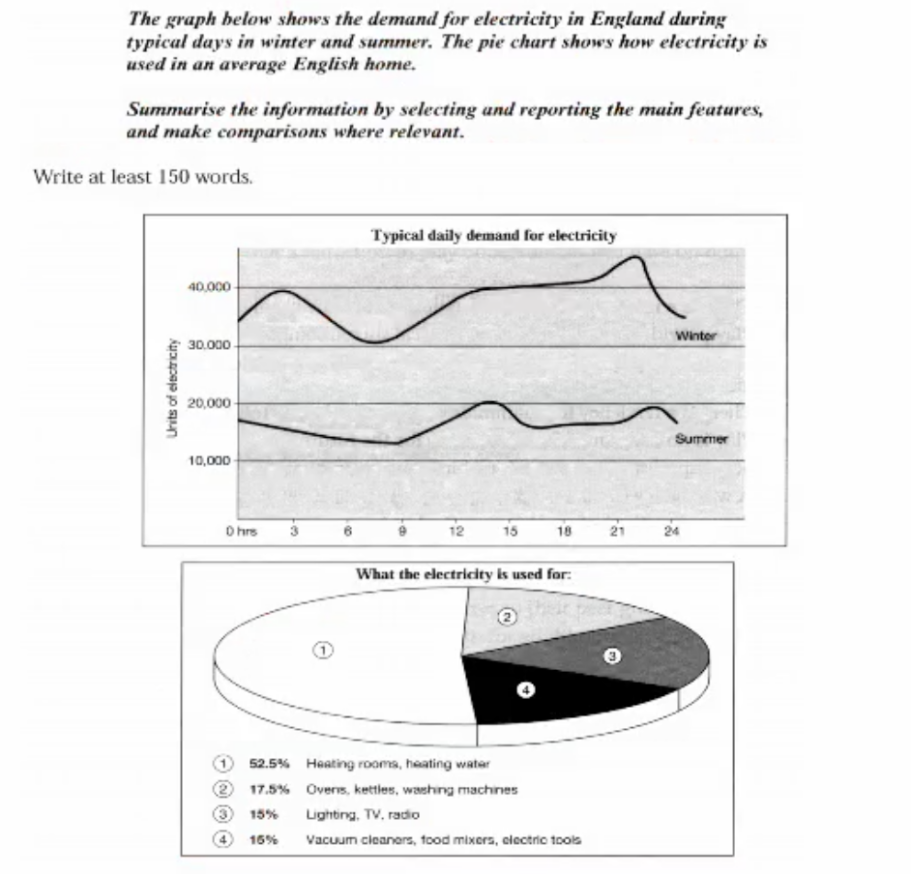 The graph below shows the demand for electricity in England during
typical days in winter and summer. The pie chart shows how electricity is
used in an average English home.
Summarise the information by selecting and reporting the main features,
and make comparisons where relevant.
Write at least 150 words.
Typical daily demand for electricity
Units of electricity
40,000
30,000
20,000
10,000
Winter
Summer
0 hrs 3 6 9 12 15 18 21 24
What the electricity is used for:
1
2
3
4
1 52.5% Heating rooms, heating water
2 17.5% Ovens, kettles, washing machines
3 15% Lighting, TV, radio
4 15% Vacuum cleaners, food mixers, electric tools